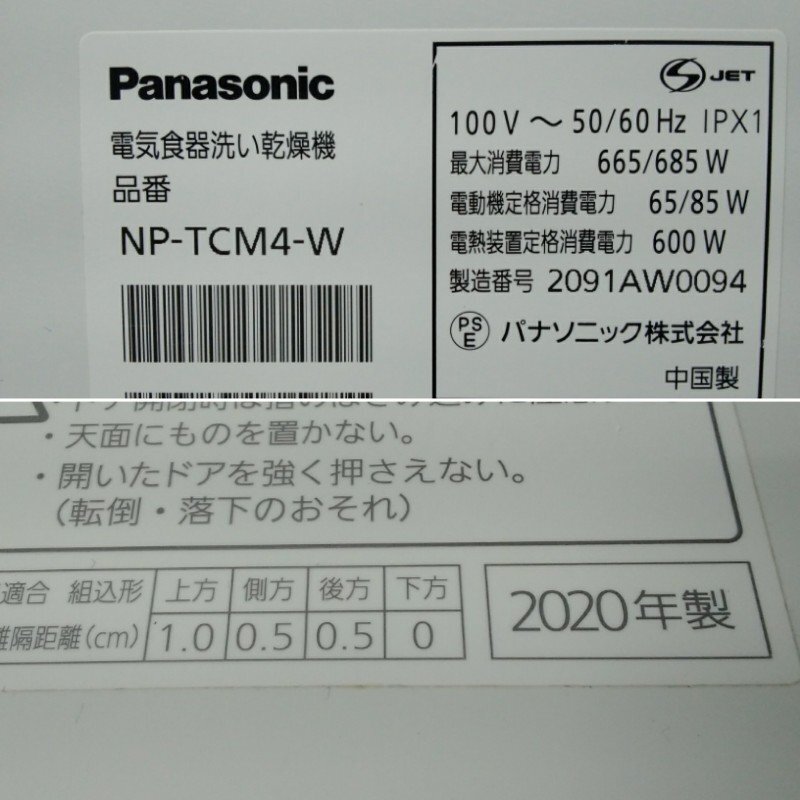 Panasonic
電気食器洗い乾燥機
品番
NP-TCM4-W
S JET
100 V ～ 50/60 Hz IPX1
最大消費電力 665/685 W
電動機定格消費電力 65/85 W
電熱装置定格消費電力 600 W
製造番号 2091AW0094
PSE パナソニック株式会社
中国製
・天面にものを置かない。
・開いたドアを強く押さえない。
（転倒・落下のおそれ）
適合 組込形 上方 側方 後方 下方
離隔距離(cm) 1.0 0.5 0.5 0
2020年製